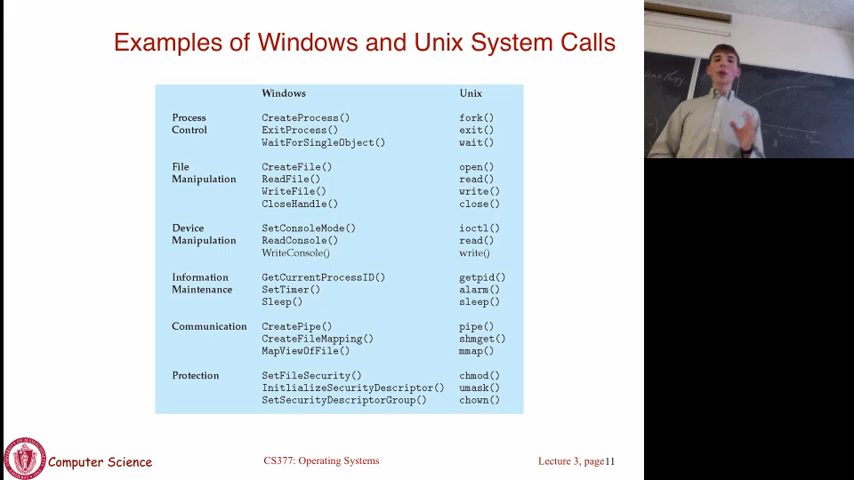 Examples of Windows and Unix System Calls
Windows Unix
Process CreateProcess() fork()
Control ExitProcess() exit()
WaitForSingleObject() wait()
File CreateFile() open()
Manipulation ReadFile() read()
WriteFile() write()
CloseHandle() close()
Device SetConsoleMode() ioctl()
Manipulation ReadConsole() read()
WriteConsole() write()
Information GetCurrentProcessID() getpid()
Maintenance SetTimer() alarm()
Sleep() sleep()
Communication CreatePipe() pipe()
CreateFileMapping() shmget()
MapViewOfFile() mmap()
Protection SetFileSecurity() chmod()
InitlializeSecurityDescriptor() umask()
SetSecurityDescriptorGroup() chown()
Computer Science
CS377: Operating Systems
Lecture 3, page11